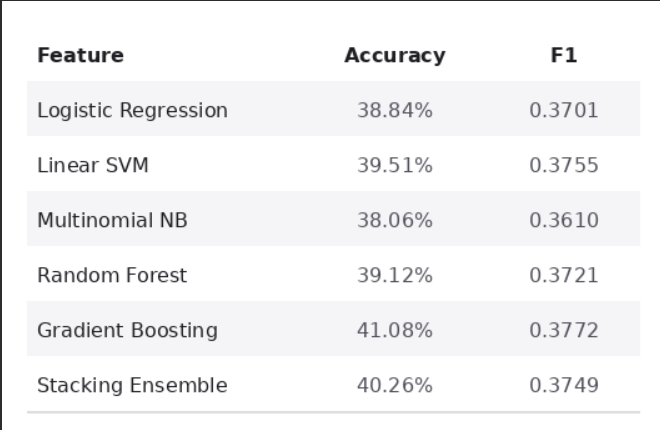 Feature Accuracy F1
Logistic Regression 38.84% 0.3701
Linear SVM 39.51% 0.3755
Multinomial NB 38.06% 0.3610
Random Forest 39.12% 0.3721
Gradient Boosting 41.08% 0.3772
Stacking Ensemble 40.26% 0.3749